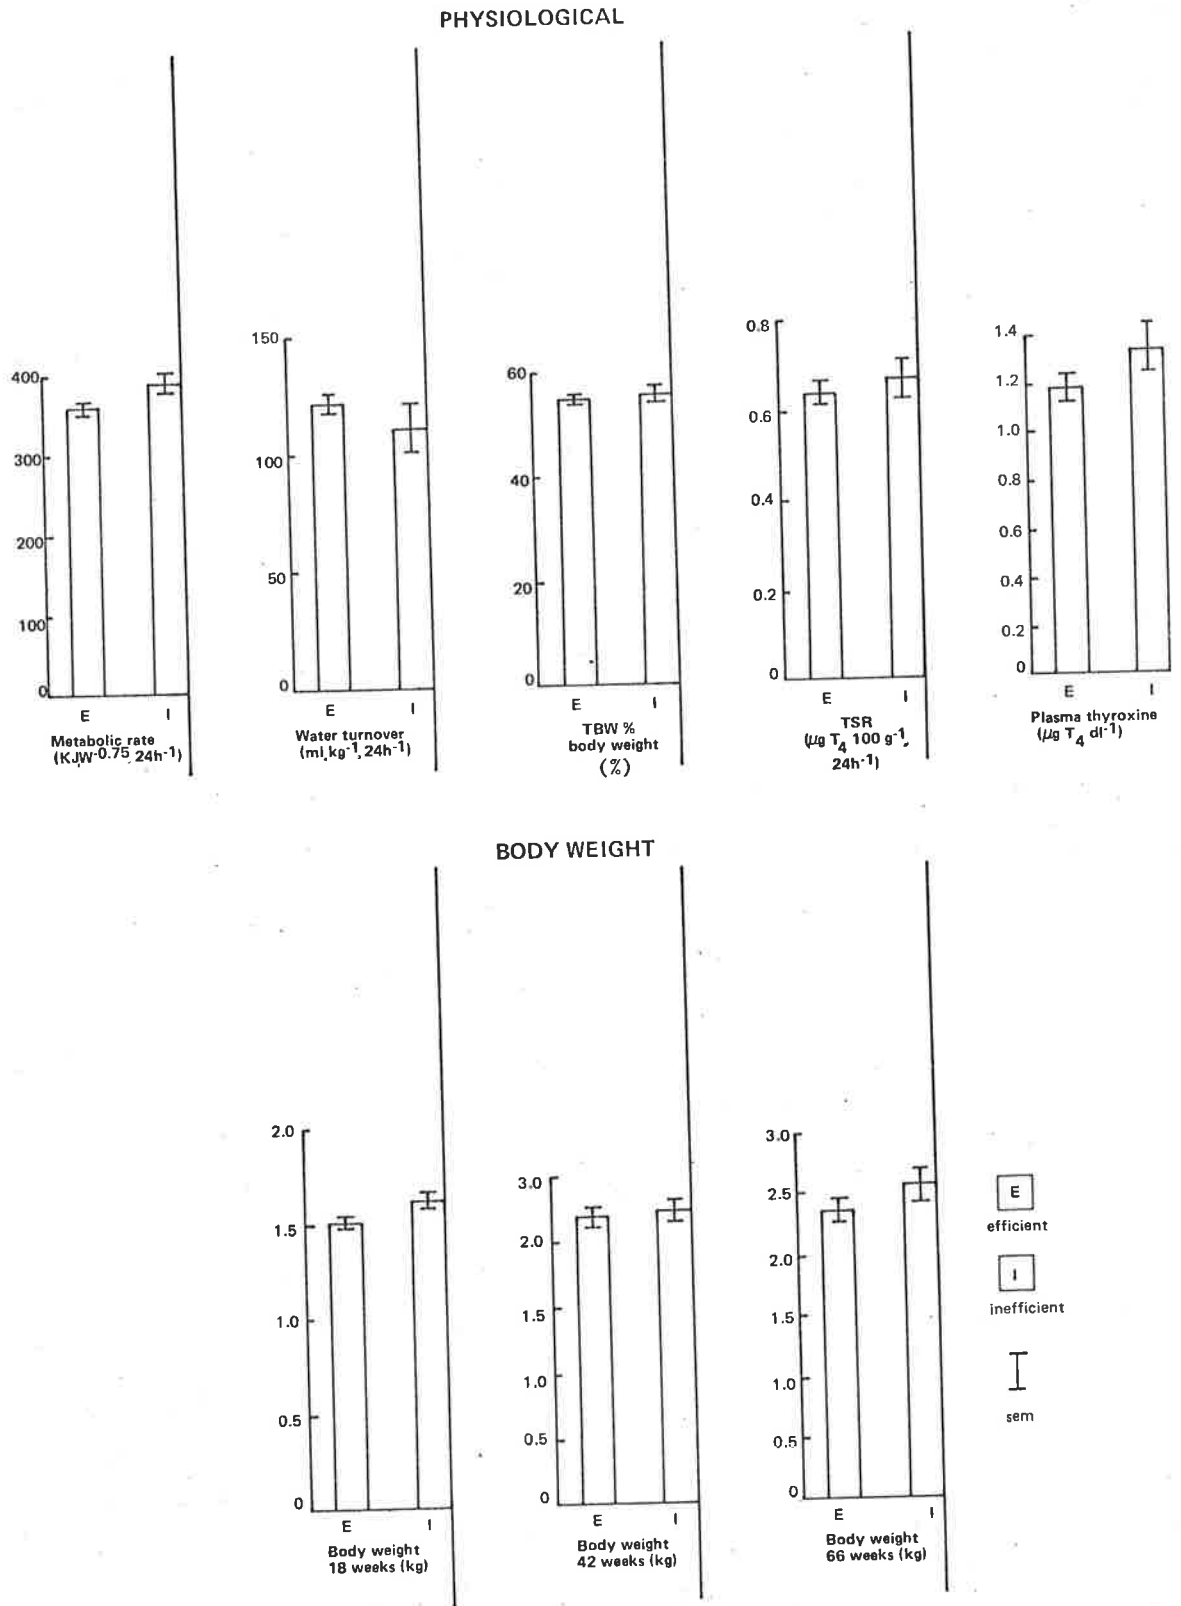 PHYSIOLOGICAL
400
300
200
100
0
E I
Metabolic rate
(KJW-0.75 24h-1)
150
100
50
0
E I
Water turnover
(ml.kg-1, 24h-1)
60
40
20
0
E I
TBW %
body weight
(%)
0.8
0.6
0.4
0.2
0
E I
TSR
(μg T4 100 g-1,
24h-1)
1.4
1.2
1.0
0.8
0.6
0.4
0.2
0
E I
Plasma thyroxine
(μg T4 dl-1)
BODY WEIGHT
2.0
1.5
1.0
0.5
0
E I
Body weight
18 weeks (kg)
3.0
2.0
1.5
1.0
0.5
0
E I
Body weight
42 weeks (kg)
3.0
2.5
2.0
1.5
1.0
0.5
0
E I
Body weight
66 weeks (kg)
E
efficient
I
inefficient
sem